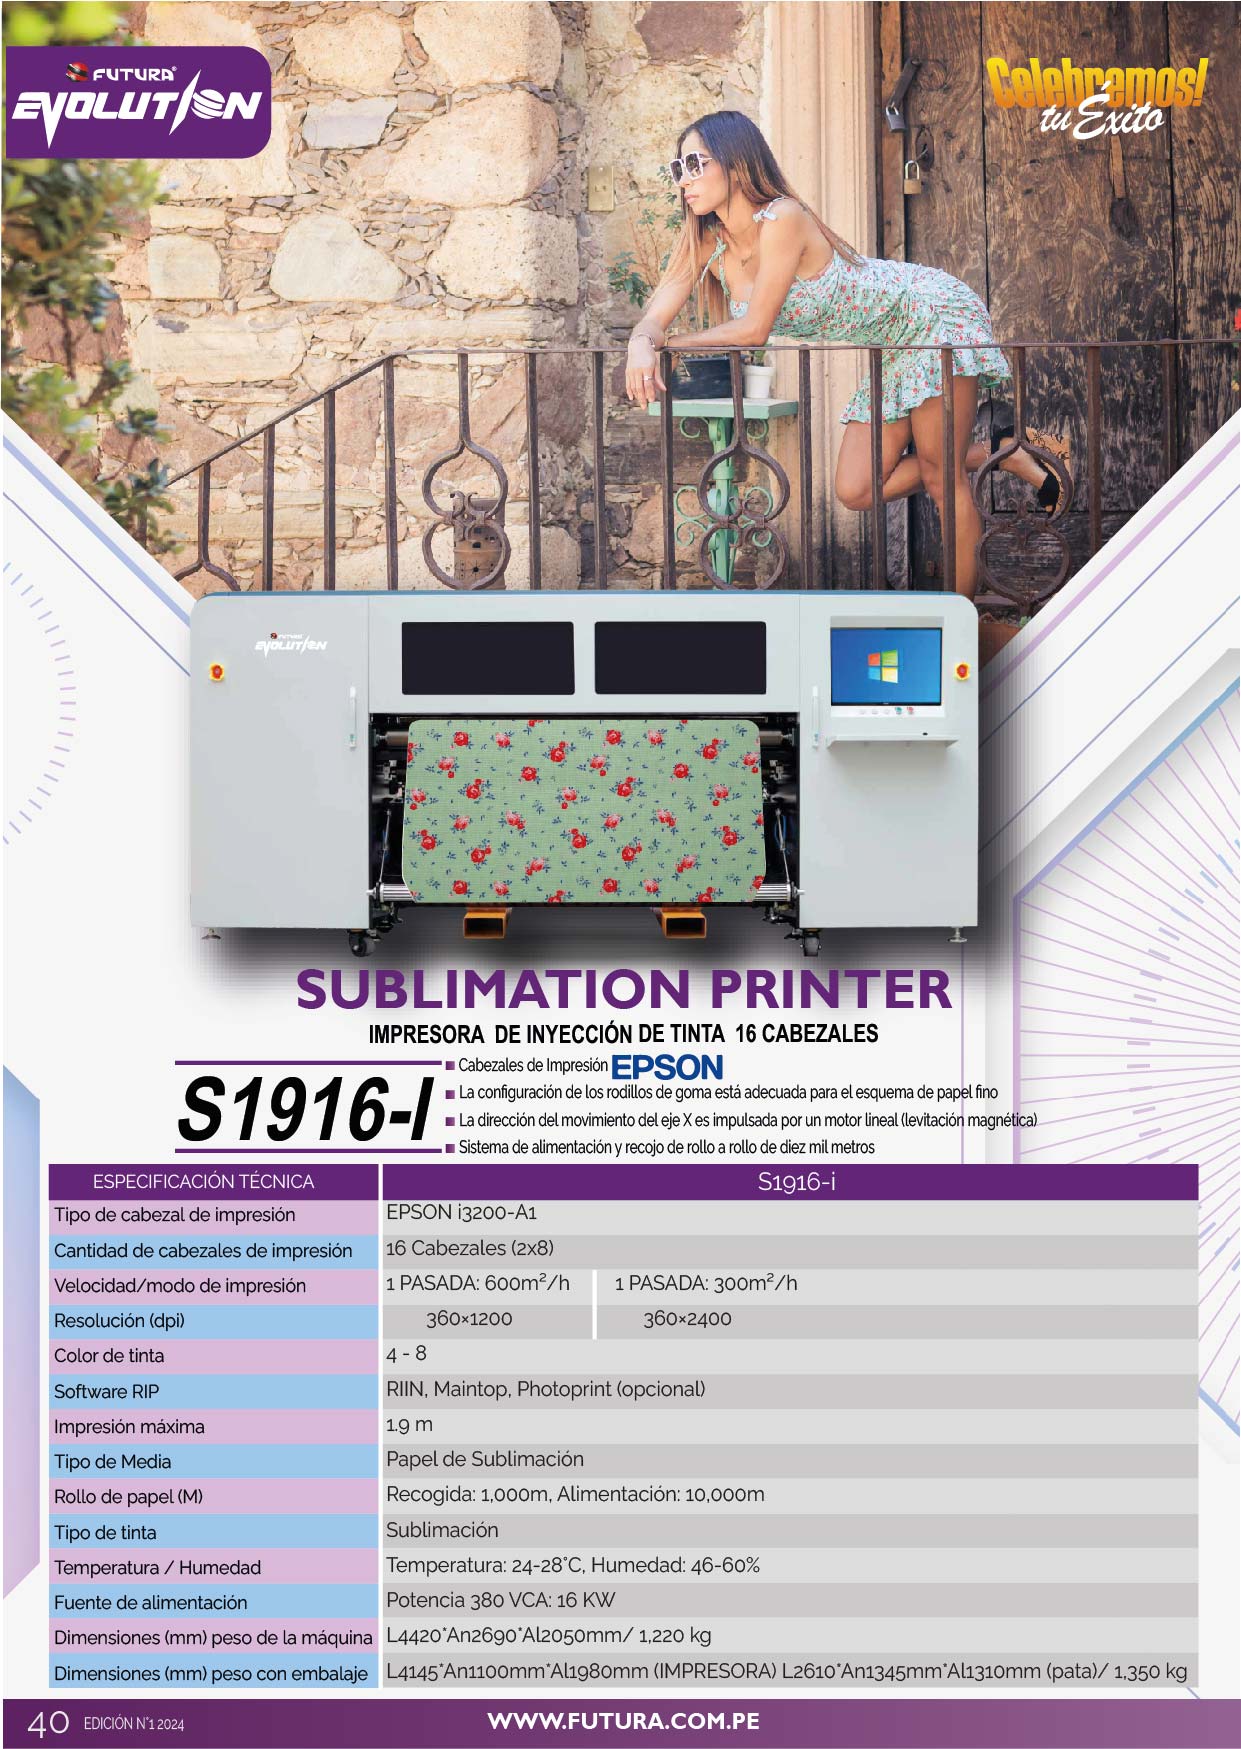 FUTURA®
EVOLUTION
Celebramos!
tu Éxito
FUTURA
EVOLUTION
SUBLIMATION PRINTER
IMPRESORA DE INYECCIÓN DE TINTA 16 CABEZALES
S1916-I
Cabezales de Impresión EPSON
La configuración de los rodillos de goma está adecuada para el esquema de papel fino
La dirección del movimiento del eje X es impulsada por un motor lineal (levitación magnética)
Sistema de alimentación y recojo de rollo a rollo de diez mil metros
ESPECIFICACIÓN TÉCNICA S1916-i
Tipo de cabezal de impresión EPSON i3200-A1
Cantidad de cabezales de impresión 16 Cabezales (2x8)
Velocidad/modo de impresión 1 PASADA: 600m²/h 1 PASADA: 300m²/h
Resolución (dpi) 360×1200 360×2400
Color de tinta 4 - 8
Software RIP RIIN, Maintop, Photoprint (opcional)
Impresión máxima 1.9 m
Tipo de Media Papel de Sublimación
Rollo de papel (M) Recogida: 1,000m, Alimentación: 10,000m
Tipo de tinta Sublimación
Temperatura / Humedad Temperatura: 24-28°C, Humedad: 46-60%
Fuente de alimentación Potencia 380 VCA: 16 KW
Dimensiones (mm) peso de la máquina L4420*An2690*Al2050mm/ 1,220 kg
Dimensiones (mm) peso con embalaje L4145*An1100mm*Al1980mm (IMPRESORA) L2610*An1345mm*Al1310mm (pata)/ 1,350 kg
40 EDICIÓN N°1 2024 WWW.FUTURA.COM.PE